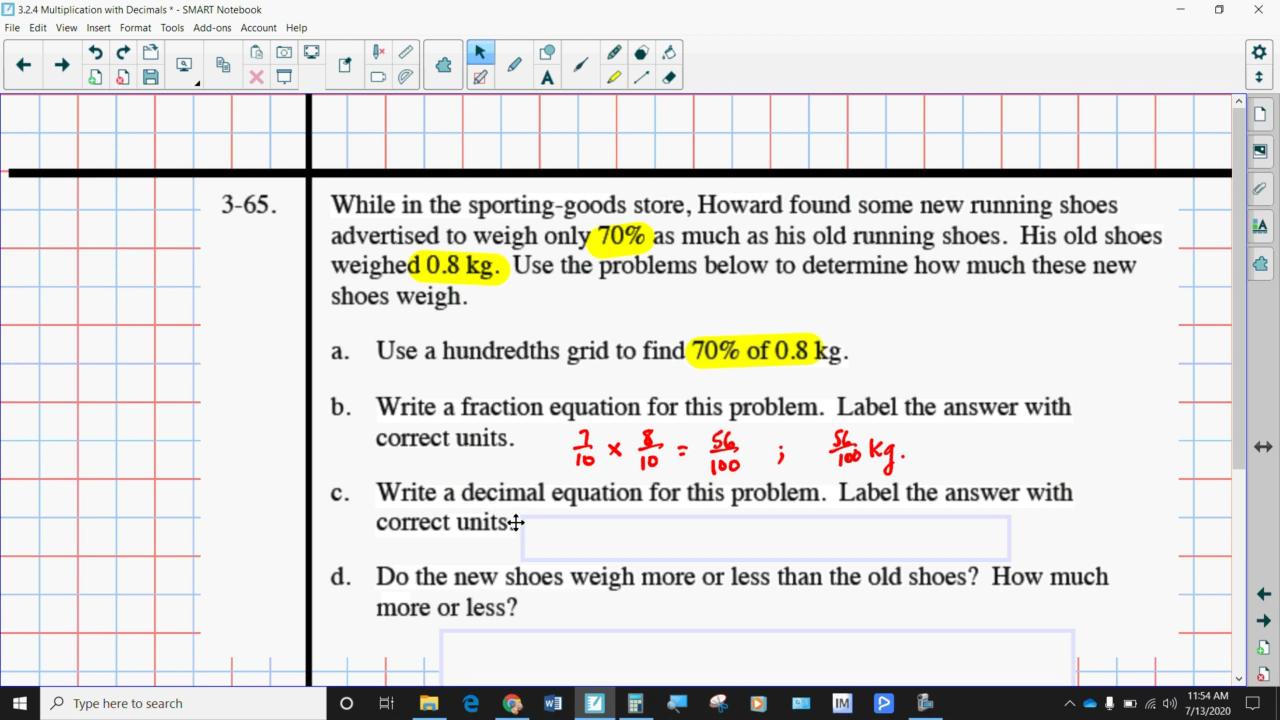 3.2.4 Multiplication with Decimals * - SMART Notebook
File Edit View Insert Format Tools Add-ons Account Help
3-65. While in the sporting-goods store, Howard found some new running shoes
advertised to weigh only 70% as much as his old running shoes. His old shoes
weighed 0.8 kg. Use the problems below to determine how much these new
shoes weigh.
a. Use a hundredths grid to find 70% of 0.8 kg.
b. Write a fraction equation for this problem. Label the answer with
correct units. 7/10 × 8/10 = 56/100 ; 56/100 kg.
c. Write a decimal equation for this problem. Label the answer with
correct units
d. Do the new shoes weigh more or less than the old shoes? How much
more or less?
Type here to search
11:54 AM
7/13/2020